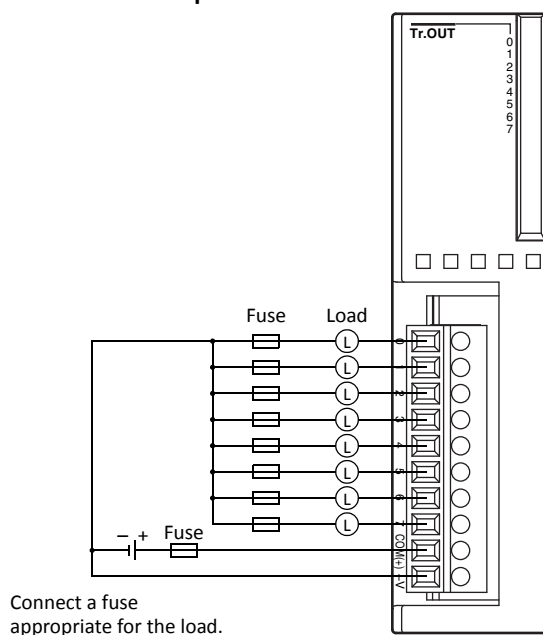 Tr.OUT
0
1
2
3
4
5
6
7
Fuse Load
L 0
L 1
L 2
L 3
L 4
L 5
L 6
L 7
− + Fuse COM(+)
−V
Connect a fuse
appropriate for the load.